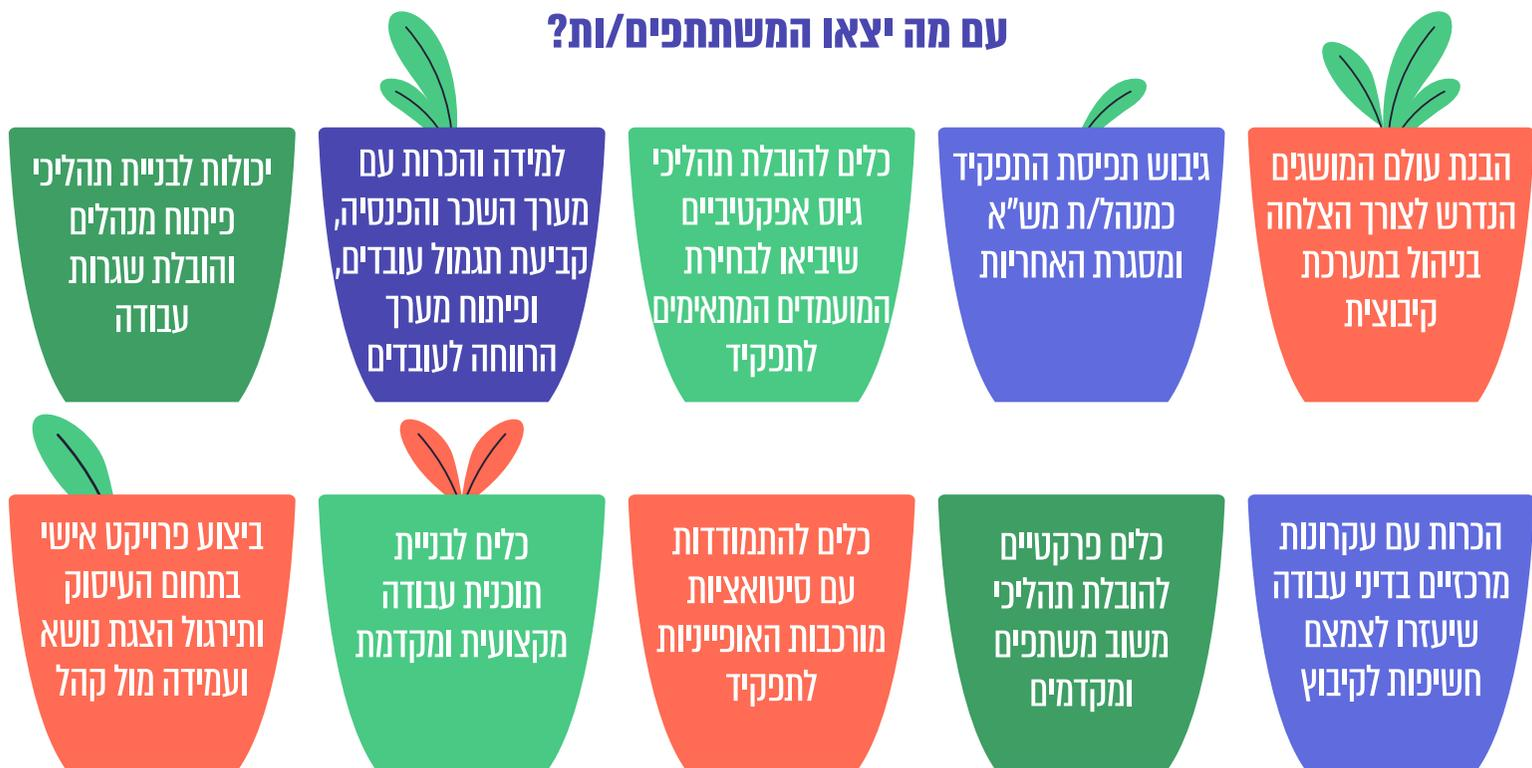 עם מה יצאו המשתתפים/ות?
הבנת עולם המושגים
הנדרש לצורך הצלחה
בניהול במערכת
קיבוצית
גיבוש תפיסת התפקיד
כמנהל/ת מש"א
ומסגרת האחריות
כלים להובלת תהליכי
גיוס אפקטיביים
שיביאו לבחירת
המועמדים המתאימים
לתפקיד
למידה והכרות עם
מערך השכר והפנסיה,
קביעת תגמול עובדים,
ופיתוח מערך
הרווחה לעובדים
יכולות לבניית תהליכי
פיתוח מנהלים
והובלת שגרות
עבודה
הכרות עם עקרונות
מרכזיים בדיני עבודה
שיעזרו לצמצם
חשיפות לקיבוץ
כלים פרקטיים
להובלת תהליכי
משוב משתפים
ומקדמים
כלים להתמודדות
עם סיטואציות
מורכבות האופייניות
לתפקיד
כלים לבניית
תוכנית עבודה
מקצועית ומקדמת
ביצוע פרויקט אישי
בתחום העיסוק
ותירגול הצגת נושא
ועמידה מול קהל